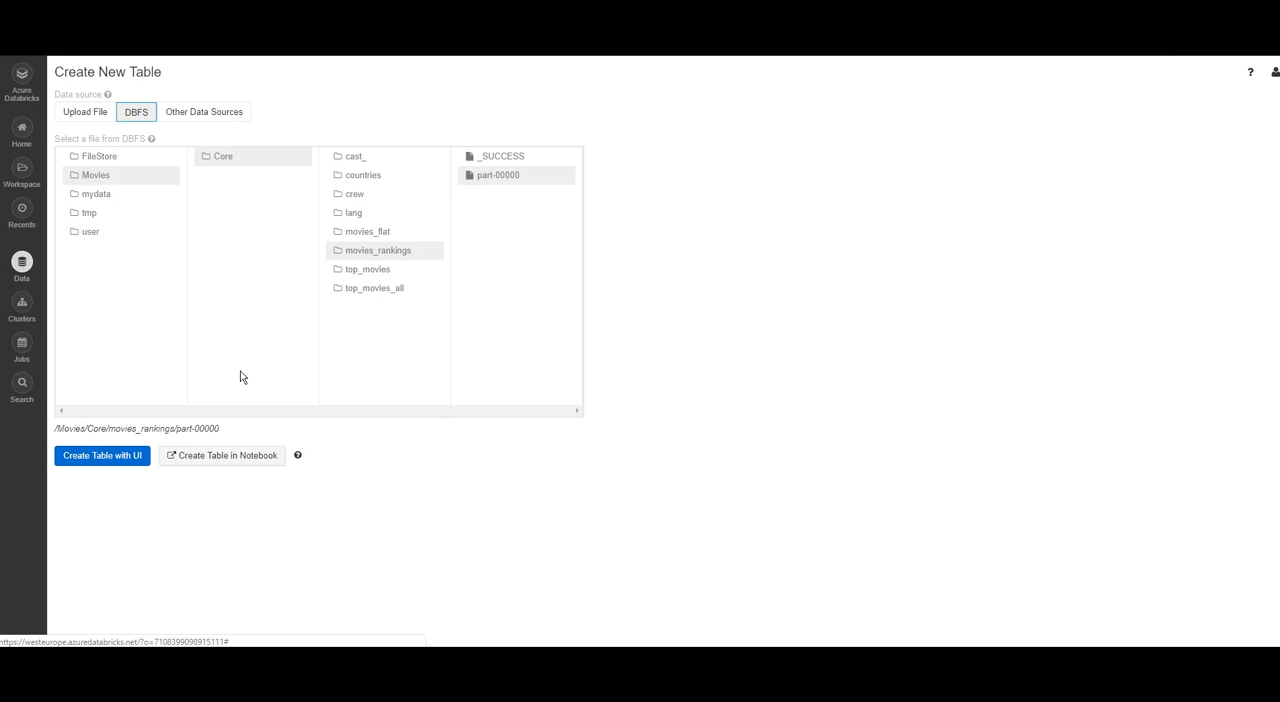 Create New Table
Data source
Upload File
DBFS
Other Data Sources
Select a file from DBFS
FileStore
Movies
mydata
tmp
user
Core
cast_
countries
crew
lang
movies_flat
movies_rankings
top_movies
top_movies_all
_SUCCESS
part-00000
/Movies/Core/movies_rankings/part-00000
Create Table with UI
Create Table in Notebook
Azure
Databricks
Home
Workspace
Recents
Data
Clusters
Jobs
Search
https://westeurope.azuredatabricks.net/?o=7108399098915111#